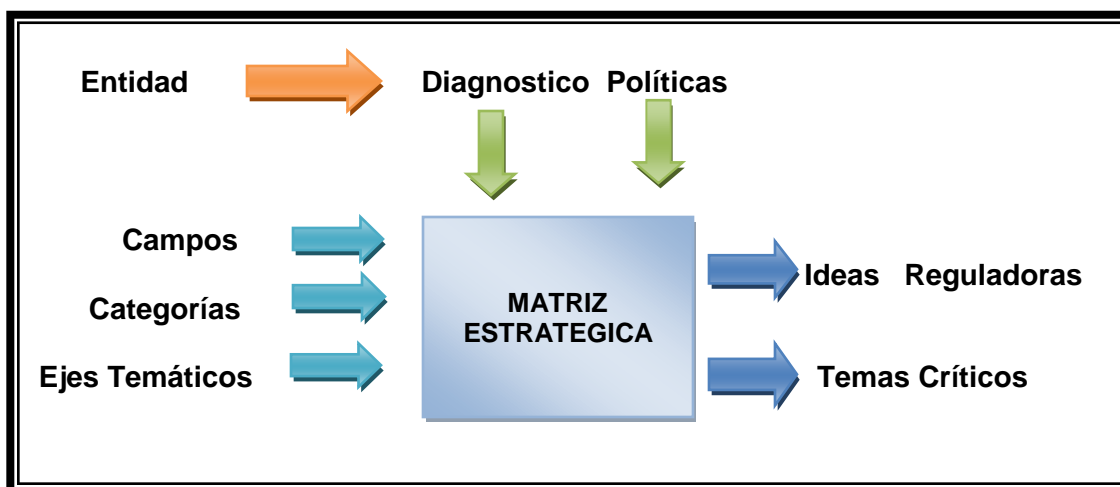 Entidad
Diagnostico Políticas
Campos
Categorías
Ejes Temáticos
MATRIZ
ESTRATEGICA
Ideas Reguladoras
Temas Críticos